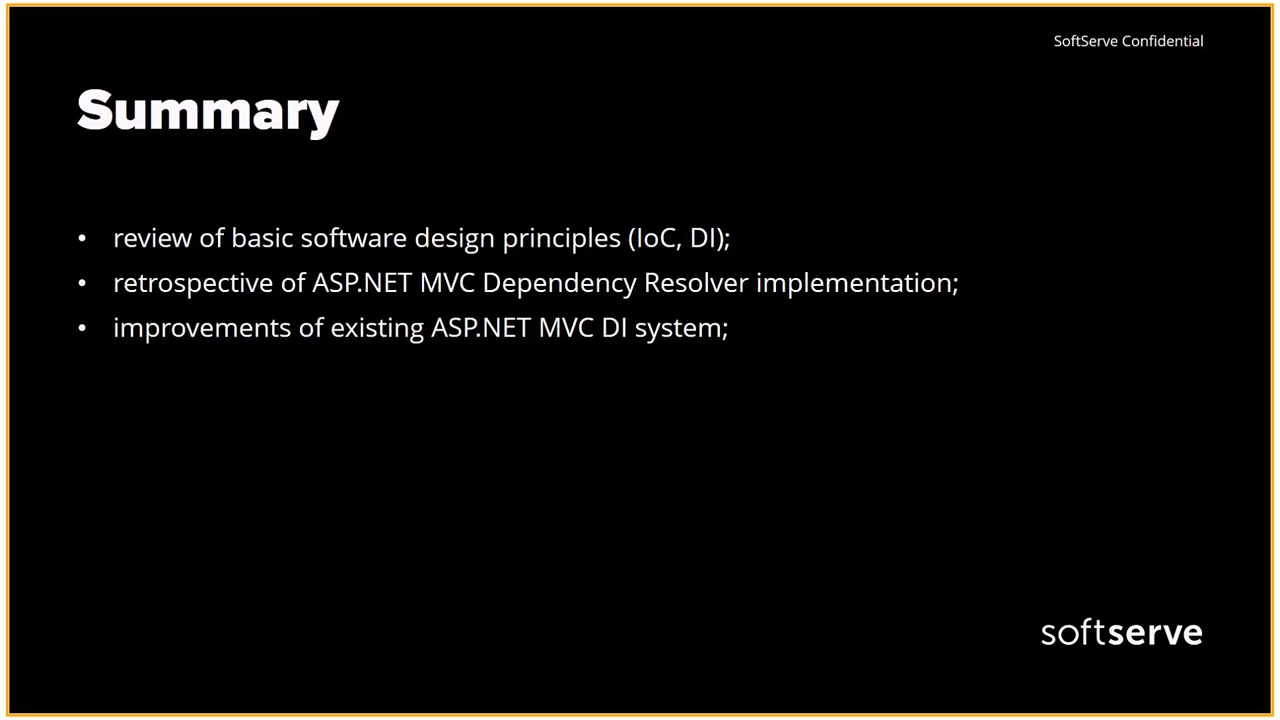 SoftServe Confidential
Summary
• review of basic software design principles (IoC, DI);
• retrospective of ASP.NET MVC Dependency Resolver implementation;
• improvements of existing ASP.NET MVC DI system;
softserve